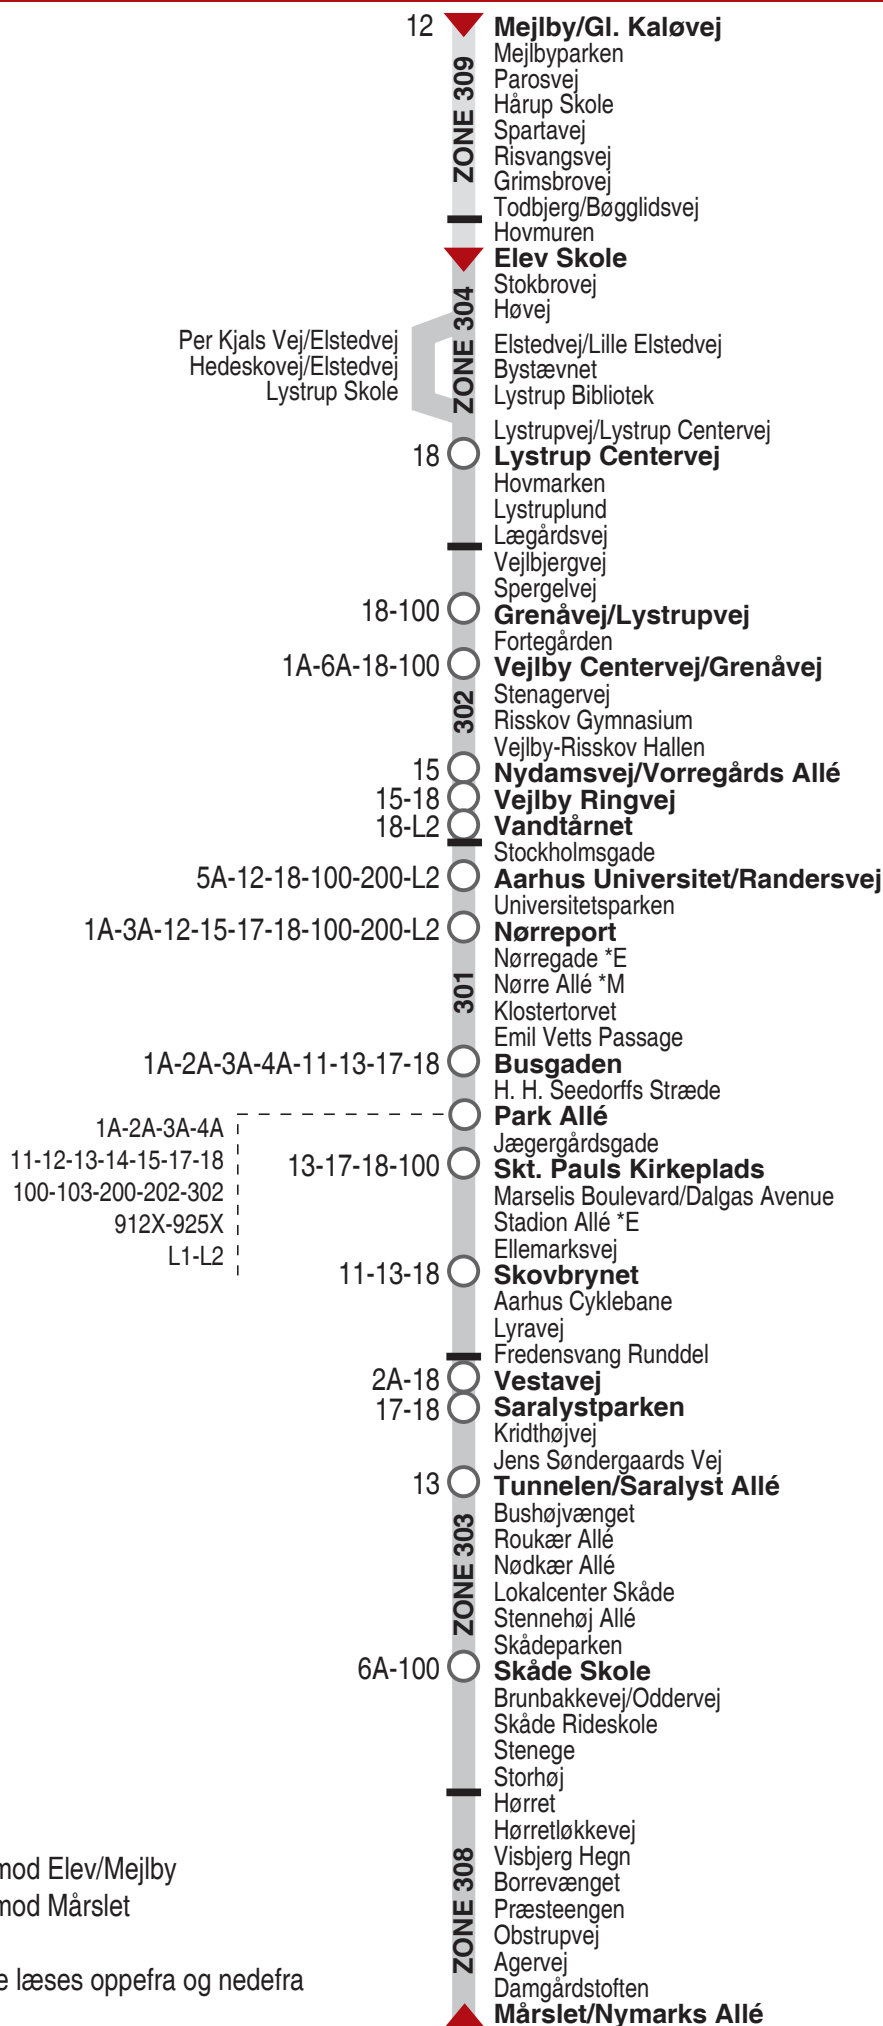 12 Mejlby/Gl. Kaløvej
Mejlbyparken
Parosvej
Hårup Skole
Spartavej
Risvangsvej
Grimsbrovej
Todbjerg/Bøgglidsvej
ZONE 309
Hovmuren
Elev Skole
Stokbrovej
Høvej
ZONE 304
Per Kjals Vej/Elstedvej
Hedeskovej/Elstedvej
Lystrup Skole
Elstedvej/Lille Elstedvej
Bystævnet
Lystrup Bibliotek
Lystrupvej/Lystrup Centervej
18 Lystrup Centervej
Hovmarken
Lystruplund
Lægårdsvej
Vejlbjergvej
Spergelvej
18-100 Grenåvej/Lystrupvej
Fortegården
1A-6A-18-100 Vejlby Centervej/Grenåvej
302
Stenagervej
Risskov Gymnasium
Vejlby-Risskov Hallen
15 Nydamsvej/Vorregårds Allé
15-18 Vejlby Ringvej
18-L2 Vandtårnet
Stockholmsgade
5A-12-18-100-200-L2 Aarhus Universitet/Randersvej
Universitetsparken
1A-3A-12-15-17-18-100-200-L2 Nørreport
301
Nørregade *E
Nørre Allé *M
Klostertorvet
Emil Vetts Passage
1A-2A-3A-4A-11-13-17-18 Busgaden
H. H. Seedorffs Stræde
Park Allé
1A-2A-3A-4A
11-12-13-14-15-17-18
100-103-200-202-302
912X-925X
L1-L2
Jægergårdsgade
13-17-18-100 Skt. Pauls Kirkeplads
Marselis Boulevard/Dalgas Avenue
Stadion Allé *E
Ellemarksvej
11-13-18 Skovbrynet
Aarhus Cyklebane
Lyravej
Fredensvang Runddel
2A-18 Vestavej
17-18 Saralystparken
Kridthøjvej
Jens Søndergaards Vej
13 Tunnelen/Saralyst Allé
ZONE 303
Bushøjvænget
Roukær Allé
Nødkær Allé
Lokalcenter Skåde
Stennehøj Allé
Skådeparken
6A-100 Skåde Skole
Brunbakkevej/Oddervej
Skåde Rideskole
Stenege
Storhøj
Hørret
Hørretløkkevej
Visbjerg Hegn
Borrevænget
Præsteengen
Obstrupvej
Agervej
Damgårdstoften
ZONE 308
Mårslet/Nymarks Allé
mod Elev/Mejlby
mod Mårslet
e læses oppefra og nedefra